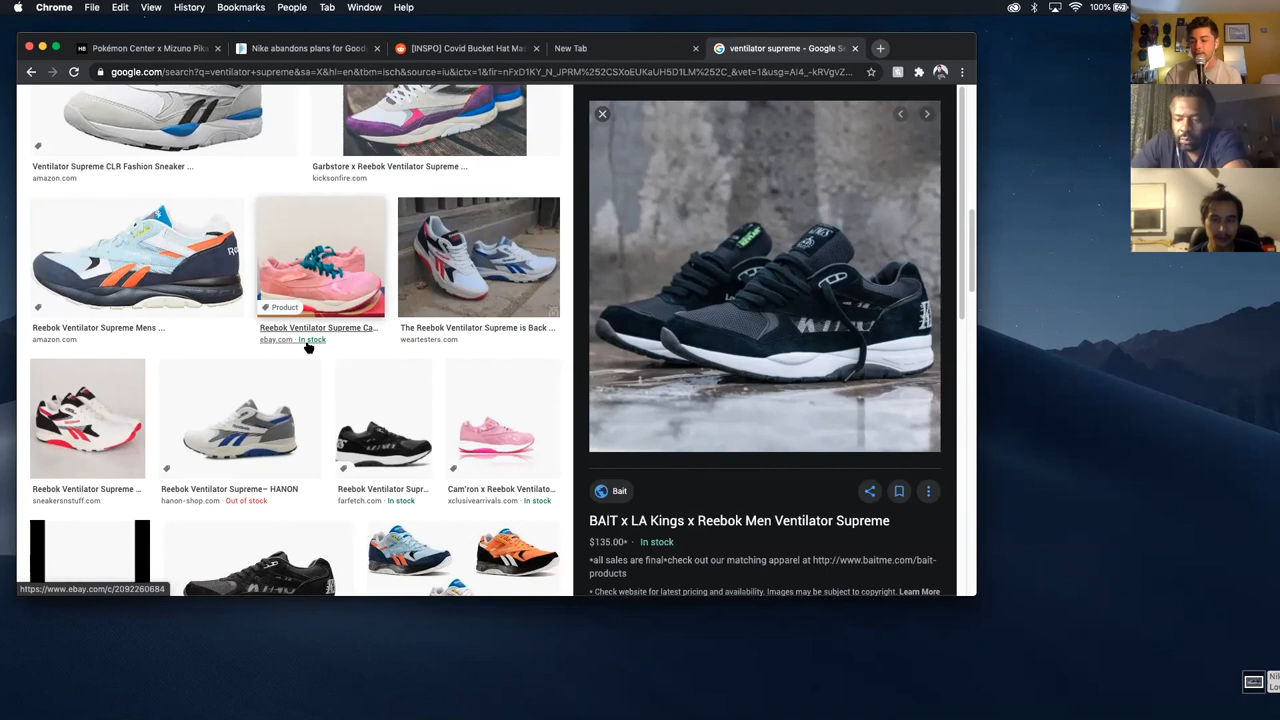 Chrome File Edit View History Bookmarks People Tab Window Help 100%
Pokémon Center x Mizuno Pik
Nike abandons plans for Good
[INSPO] Covid Bucket Hat Ma
New Tab
ventilator supreme - Google S
google.com/search?q=ventilator+supreme&sa=X&hl=en&tbm=isch&source=iu&ictx=1&fir=nFxD1KY_N_JPRM%252CSXoEUKaUH5D1LM%252C_&vet=1&usg=AI4_-kRVgvZ...
Ventilator Supreme CLR Fashion Sneaker ...
amazon.com
Garbstore x Reebok Ventilator Supreme ...
kicksonfire.com
Product
Reebok Ventilator Supreme Mens ...
amazon.com
Reebok Ventilator Supreme Ca...
ebay.com · In stock
The Reebok Ventilator Supreme is Back ...
weartesters.com
Reebok Ventilator Supreme ...
sneakersnstuff.com
Reebok Ventilator Supreme– HANON
hanon-shop.com · Out of stock
Reebok Ventilator Supr...
farfetch.com · In stock
Cam'ron x Reebok Ventilato...
xclusivearrivals.com · In stock
https://www.ebay.com/c/2092260684
Bait
BAIT x LA Kings x Reebok Men Ventilator Supreme
$135.00* · In stock
*all sales are final*check out our matching apparel at http://www.baitme.com/bait-
products
* Check website for latest pricing and availability. Images may be subject to copyright. Learn More
Nik
Lo